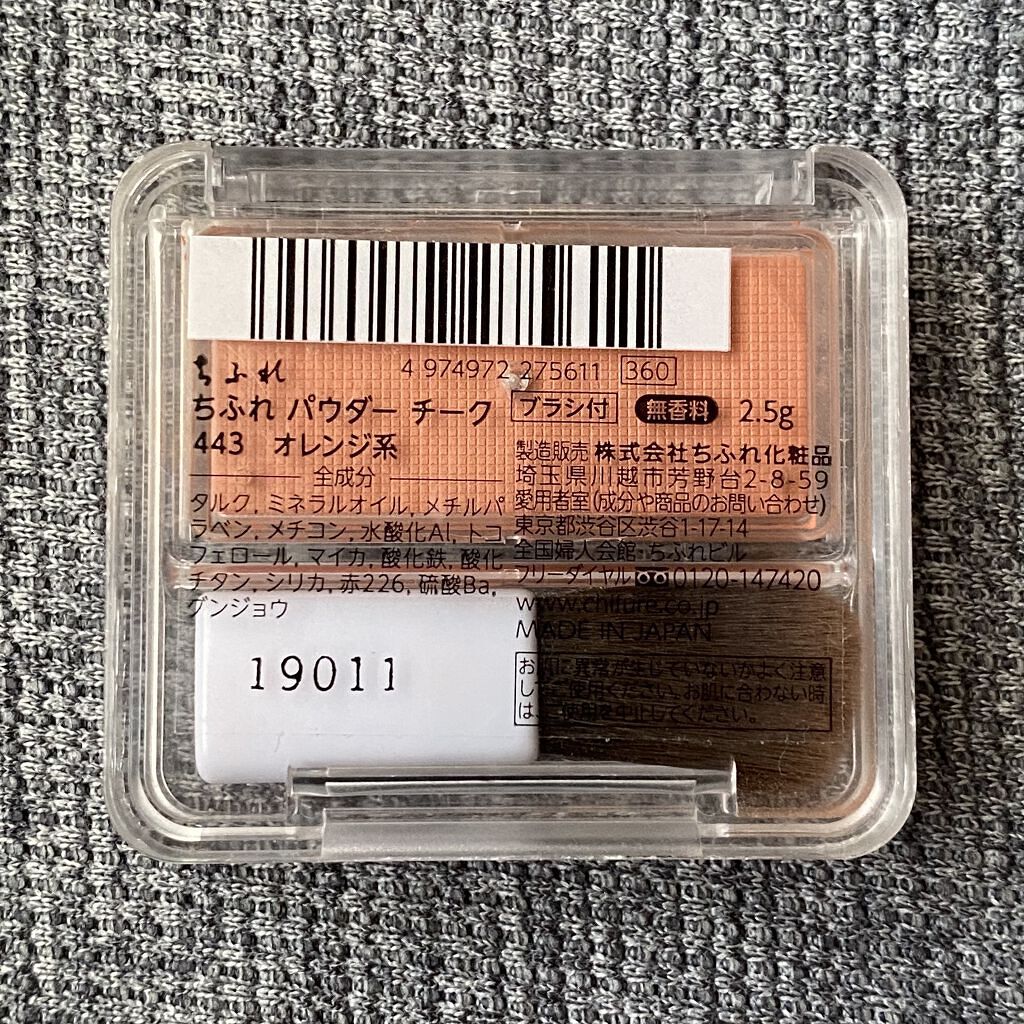 ちふれ
4 974972 275611 360
ちふれ パウダー チーク ブラシ付 無香料 2.5g
443 オレンジ系
全成分
タルク, ミネラルオイル, メチルパ
ラベン, メチコン, 水酸化Al, トコ
フェロール, マイカ, 酸化鉄, 酸化
チタン, シリカ, 赤226, 硫酸Ba,
グンジョウ
製造販売 株式会社ちふれ化粧品
埼玉県川越市芳野台2-8-59
愛用者室(成分や商品のお問い合わせ)
東京都渋谷区渋谷1-17-14
全国婦人会館・ちふれビル
フリーダイヤル 0120-147420
www.chifure.co.jp
MADE IN JAPAN
お肌に異常が生じていないかよく注意
してご使用ください。お肌に合わない時
は、ご使用を中止してください。
19011